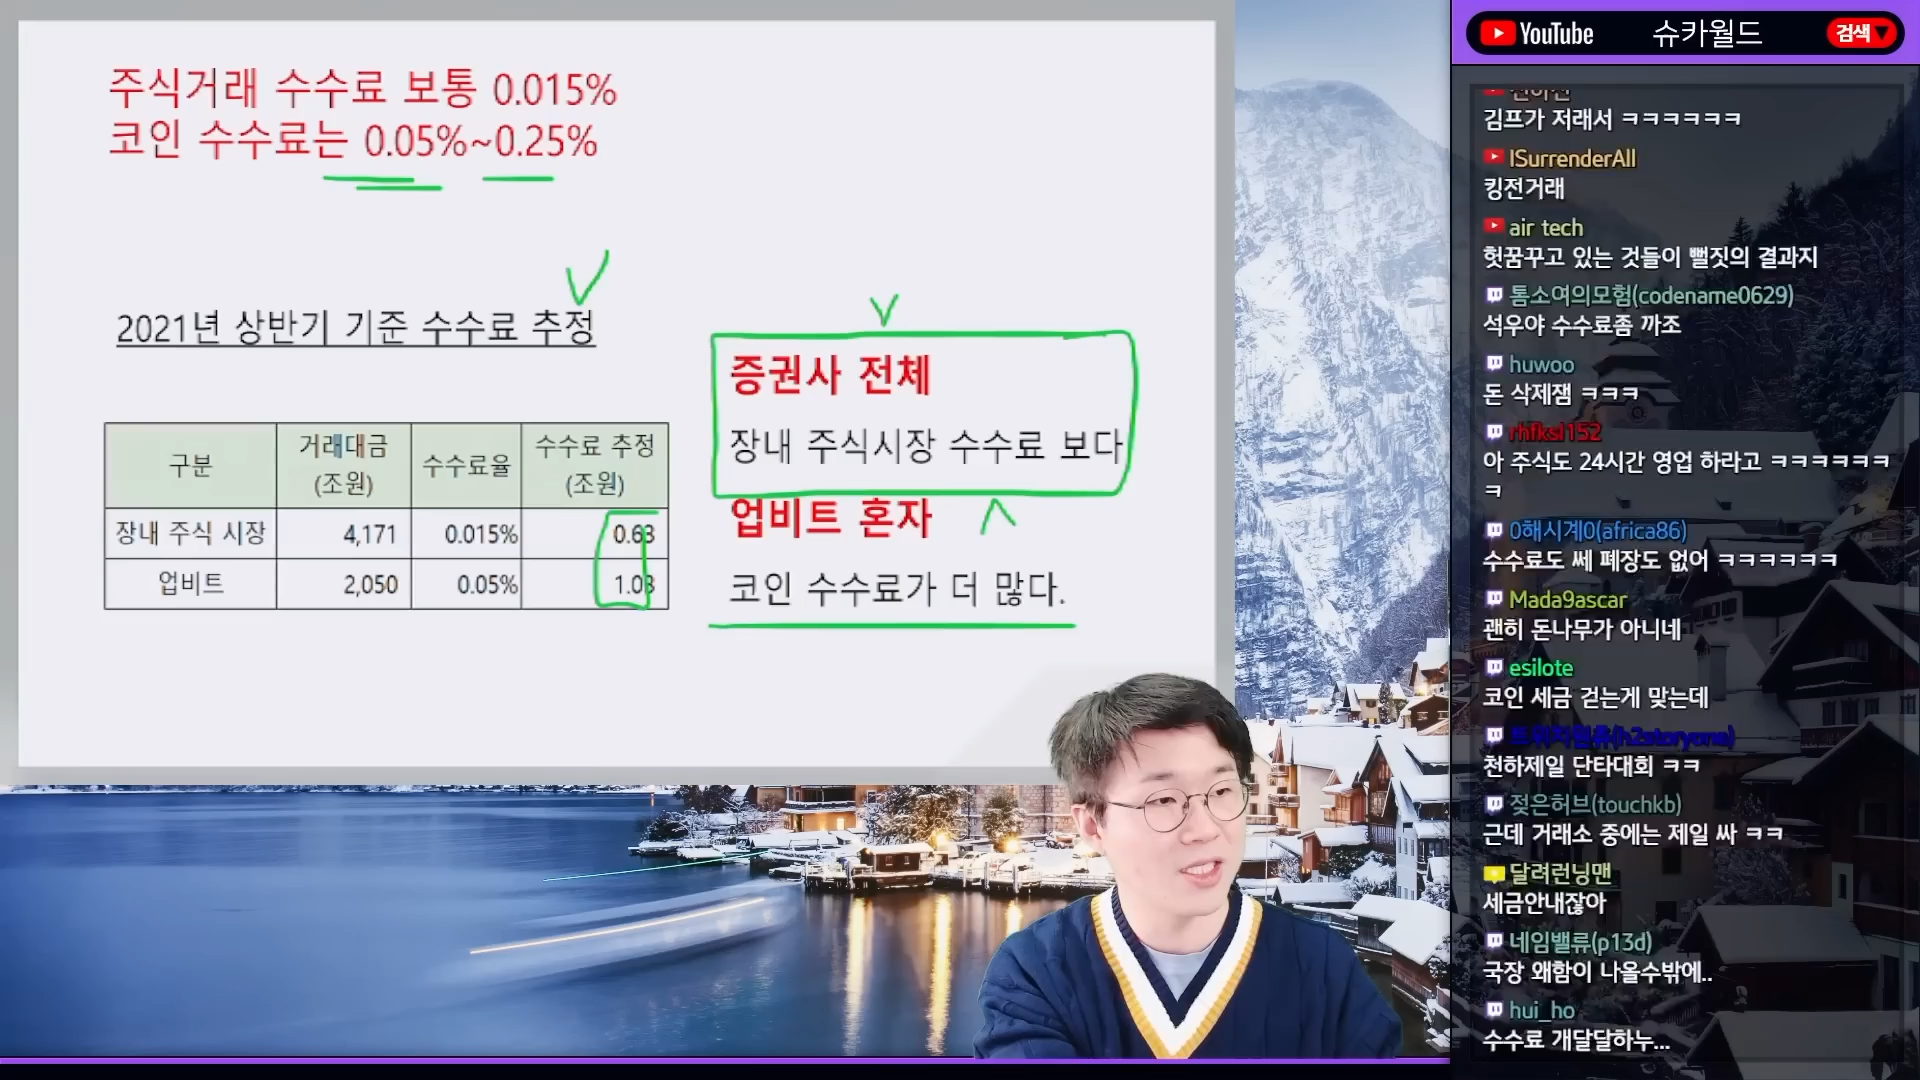 주식거래 수수료 보통 0.015%
코인 수수료는 0.05%~0.25%
2021년 상반기 기준 수수료 추정
구분 거래대금 (조원) 수수료율 수수료 추정 (조원)
장내 주식 시장 4,171 0.015% 0.63
업비트 2,050 0.05% 1.03
증권사 전체
장내 주식시장 수수료 보다
업비트 혼자
코인 수수료가 더 많다.
YouTube 슈카월드 검색
김프가 저래서 ㅋㅋㅋㅋㅋㅋ
ISurrenderAll
킹전거래
air tech
헛꿈꾸고 있는 것들이 뻘짓의 결과지
톰소여의모험(codename0629)
석우야 수수료좀 까조
huwoo
돈 삭제잼 ㅋㅋㅋ
rhfksl152
아 주식도 24시간 영업 하라고 ㅋㅋㅋㅋㅋㅋ
ㅋ
0해시계0(africa86)
수수료도 쎄 폐장도 없어 ㅋㅋㅋㅋㅋㅋ
Mada9ascar
괜히 돈나무가 아니네
esilote
코인 세금 걷는게 맞는데
(h2storyone)
천하제일 단타대회 ㅋㅋ
젖은허브(touchkb)
근데 거래소 중에는 제일 싸 ㅋㅋ
달려런닝맨
세금안내잖아
네임밸류(p13d)
국장 왜함이 나올수밖에..
hui_ho
수수료 개달달하누...